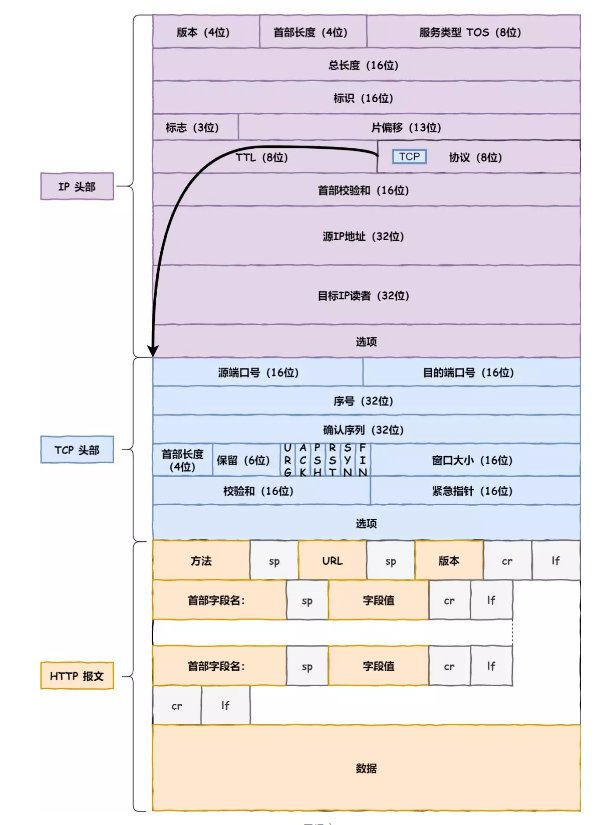 版本 (4位) 首部长度 (4位) 服务类型 TOS (8位)
总长度 (16位)
标识 (16位)
标志 (3位) 片偏移 (13位)
TTL (8位) TCP 协议 (8位)
IP 头部
首部校验和 (16位)
源IP地址 (32位)
目标IP读者 (32位)
选项
源端口号 (16位) 目的端口号 (16位)
序号 (32位)
确认序列 (32位)
TCP 头部
首部长度 (4位) 保留 (6位) URG ACK PSH RST SYN FIN 窗口大小 (16位)
校验和 (16位) 紧急指针 (16位)
选项
方法 sp URL sp 版本 cr lf
首部字段名: sp 字段值 cr lf
首部字段名: sp 字段值 cr lf
HTTP 报文
cr lf
数据